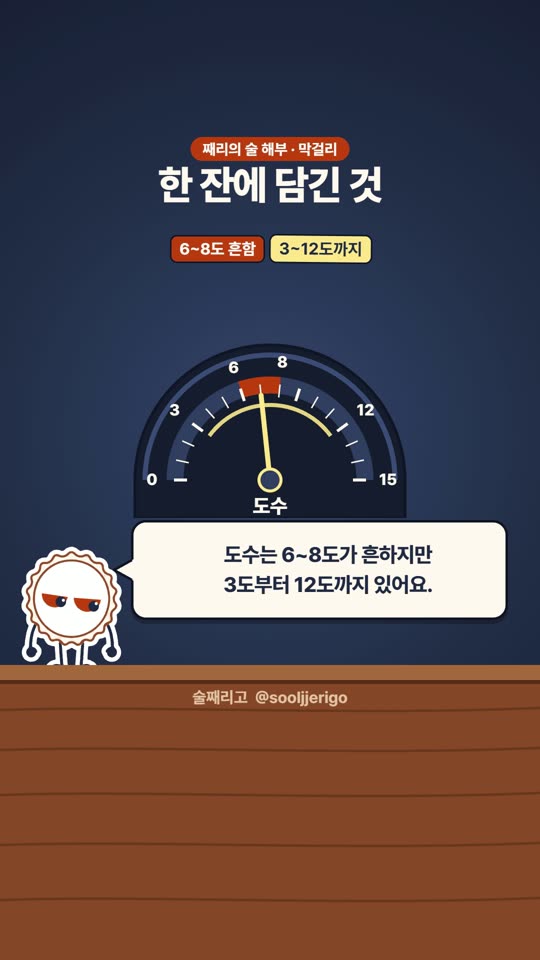 째리의 술 해부 · 막걸리
한 잔에 담긴 것
6~8도 흔함 3~12도까지
6 8
3 12
0 15
도수
도수는 6~8도가 흔하지만
3도부터 12도까지 있어요.
술째리고 @sooljjerigo